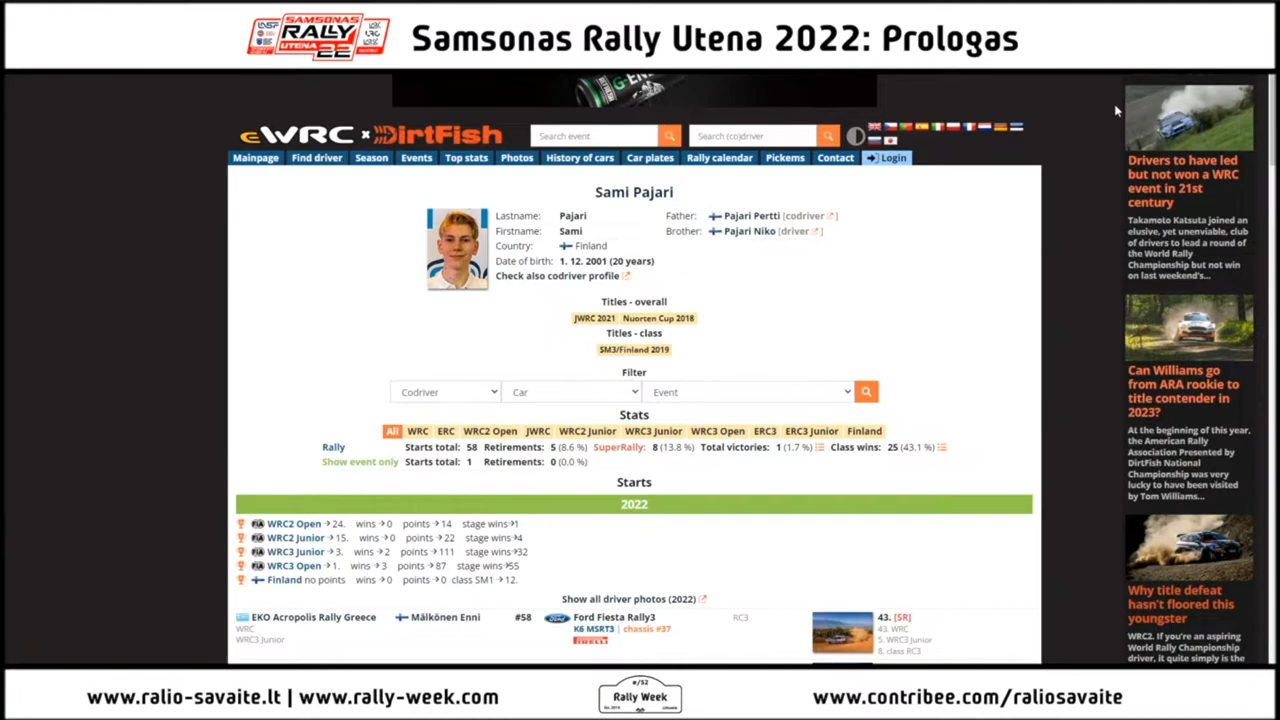 SAMSONAS
RALLY
UTENA 22
LASF
Samsonas Rally Utena 2022: Prologas
G-EN
eWRC × DirtFish
Search event
Search (co)driver
Mainpage Find driver Season Events Top stats Photos History of cars Car plates Rally calendar Pickems Contact Login
Sami Pajari
Lastname: Pajari
Firstname: Sami
Country: Finland
Date of birth: 1. 12. 2001 (20 years)
Check also codriver profile
Father: Pajari Pertti [codriver ]
Brother: Pajari Niko [driver ]
Titles - overall
JWRC 2021 Nuorten Cup 2018
Titles - class
SM3/Finland 2019
Filter
Codriver Car Event
Stats
All WRC ERC WRC2 Open JWRC WRC2 Junior WRC3 Junior WRC3 Open ERC3 ERC3 Junior Finland
Rally Starts total: 58 Retirements: 5 (8.6 %) SuperRally: 8 (13.8 %) Total victories: 1 (1.7 %) Class wins: 25 (43.1 %)
Show event only Starts total: 1 Retirements: 0 (0.0 %)
Starts
2022
FIA WRC2 Open → 24. wins → 0 points → 14 stage wins → 1
FIA WRC2 Junior → 15. wins → 0 points → 22 stage wins → 4
FIA WRC3 Junior → 3. wins → 2 points → 111 stage wins → 32
FIA WRC3 Open → 1. wins → 3 points → 87 stage wins → 55
Finland no points wins → 0 points → 0 class SM1 → 12.
Show all driver photos (2022)
EKO Acropolis Rally Greece Mälkönen Enni #58 Ford Fiesta Rally3 RC3 43. [SR]
WRC K6 MSRT3 | chassis #37 43. WRC
WRC3 Junior 5. WRC3 Junior
8. class RC3
Drivers to have led
but not won a WRC
event in 21st
century
Takamoto Katsuta joined an
elusive, yet unenviable, club
of drivers to lead a round of
the World Rally
Championship but not win
on last weekend's...
Can Williams go
from ARA rookie to
title contender in
2023?
At the beginning of this year,
the American Rally
Association Presented by
DirtFish National
Championship was very
lucky to have been visited
by Tom Williams...
Why title defeat
hasn't floored this
youngster
WRC2. If you're an aspiring
World Rally Championship
driver, it quite simply is the
www.ralio-savaite.lt | www.rally-week.com
#/52
Rally Week
www.contribee.com/raliosavaite